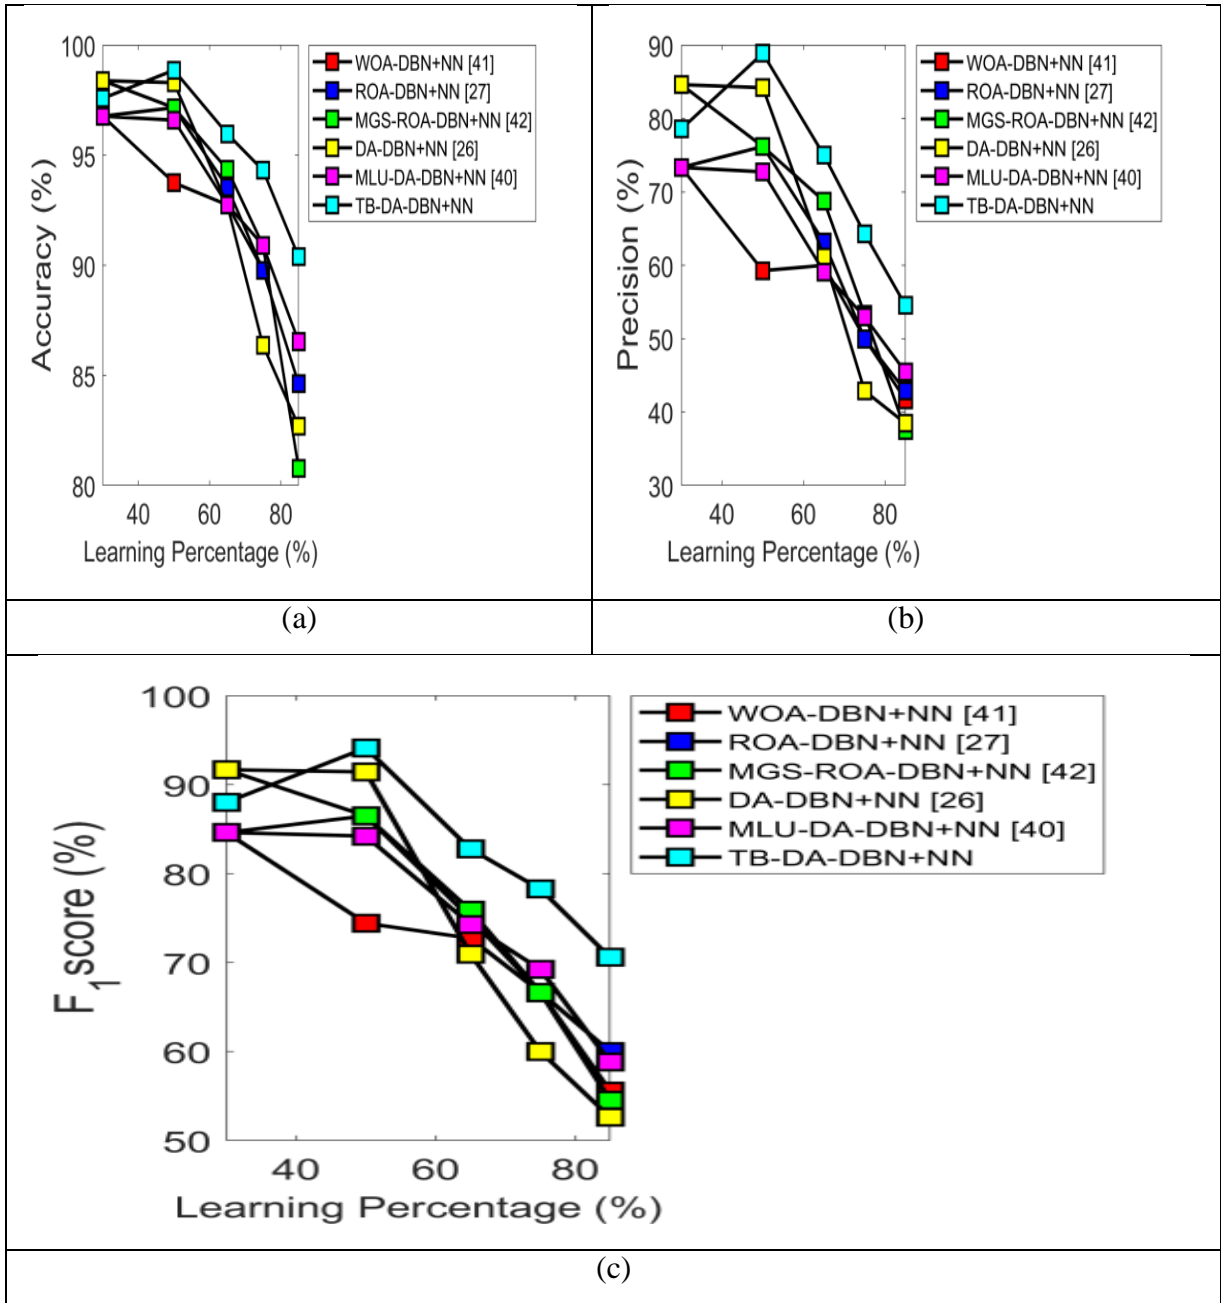 100
95
90
85
80
Accuracy (%)
40 60 80
Learning Percentage (%)
WOA-DBN+NN [41]
ROA-DBN+NN [27]
MGS-ROA-DBN+NN [42]
DA-DBN+NN [26]
MLU-DA-DBN+NN [40]
TB-DA-DBN+NN
(a)
90
80
70
60
50
40
30
Precision (%)
40 60 80
Learning Percentage (%)
WOA-DBN+NN [41]
ROA-DBN+NN [27]
MGS-ROA-DBN+NN [42]
DA-DBN+NN [26]
MLU-DA-DBN+NN [40]
TB-DA-DBN+NN
(b)
100
90
80
70
60
50
F1 score (%)
40 60 80
Learning Percentage (%)
WOA-DBN+NN [41]
ROA-DBN+NN [27]
MGS-ROA-DBN+NN [42]
DA-DBN+NN [26]
MLU-DA-DBN+NN [40]
TB-DA-DBN+NN
(c)